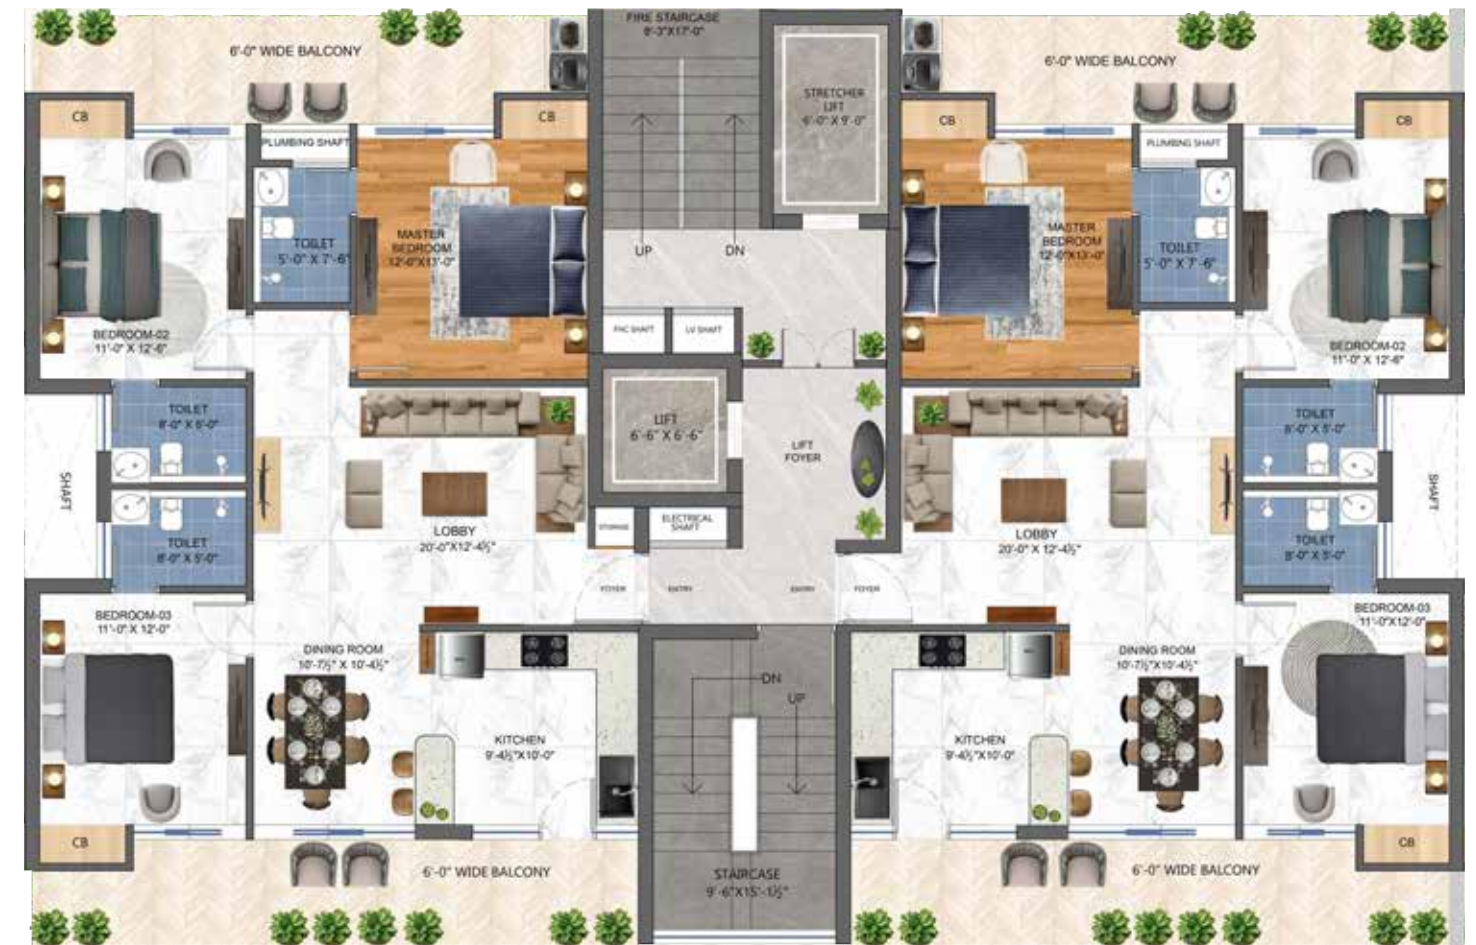 FIRE STAIRCASE
8'-3"X17'-0"
6'-0" WIDE BALCONY
6'-0" WIDE BALCONY
STRETCHER
LIFT
6'-0" X 9'-0"
CB
CB
CB
CB
PLUMBING SHAFT
PLUMBING SHAFT
TOILET
5'-0" X 7'-6"
MASTER
BEDROOM
12'-0"X13'-0"
UP
DN
MASTER
BEDROOM
12'-0"X13'-0"
TOILET
5'-0" X 7'-6"
BEDROOM-02
11'-0" X 12'-6"
FHC SHAFT
LV SHAFT
BEDROOM-02
11'-0" X 12'-6"
TOILET
8'-0" X 5'-0"
LIFT
6'-6" X 6'-6"
LIFT
FOYER
TOILET
8'-0" X 5'-0"
SHAFT
SHAFT
TOILET
8'-0" X 5'-0"
LOBBY
20'-0"X12'-4½"
STORAGE
ELECTRICAL
SHAFT
LOBBY
20'-0" X 12'-4½"
TOILET
8'-0" X 5'-0"
FOYER
ENTRY
ENTRY
FOYER
BEDROOM-03
11'-0" X 12'-0"
BEDROOM-03
11'-0"X12'-0"
DINING ROOM
10'-7½" X 10'-4½"
DINING ROOM
10'-7½"X10'-4½"
DN
UP
KITCHEN
9'-4½"X10'-0"
KITCHEN
9'-4½"X10'-0"
CB
CB
6'-0" WIDE BALCONY
STAIRCASE
9'-6"X15'-1½"
6'-0" WIDE BALCONY